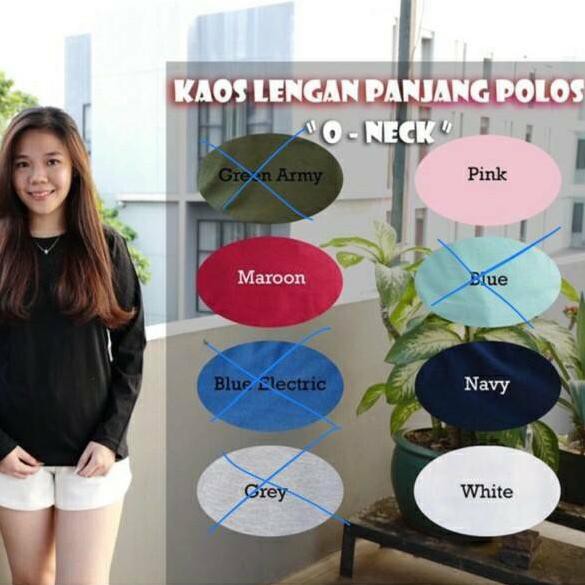 KAOS LENGAN PANJANG POLOS
"O - NECK"
Green Army
Pink
Maroon
Blue
Blue Electric
Navy
Grey
White